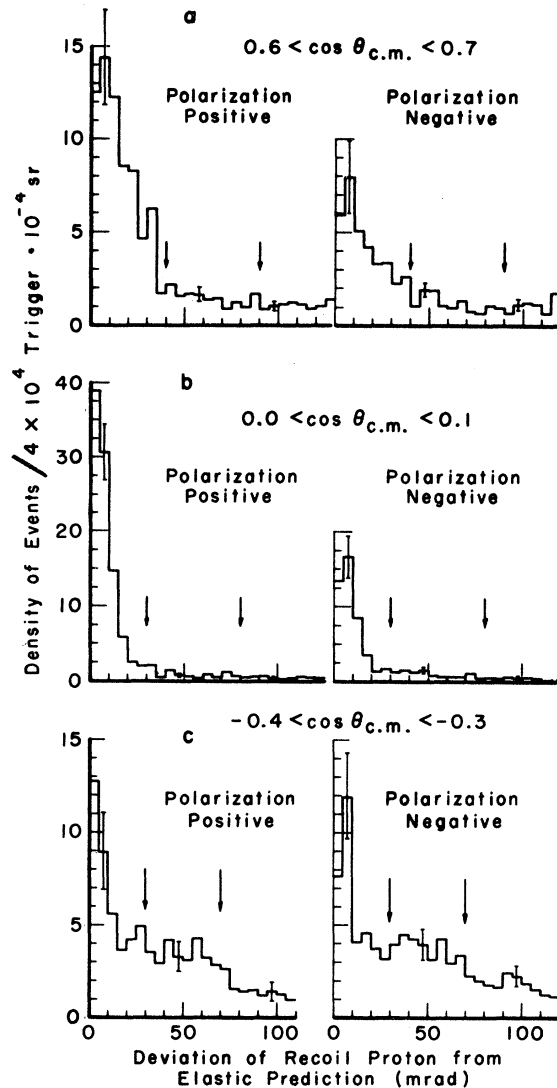 a
0.6 < cos θc.m. < 0.7
Polarization
Positive
Polarization
Negative
15
10
5
0
b
0.0 < cos θc.m. < 0.1
Polarization
Positive
Polarization
Negative
40
30
20
10
0
c
-0.4 < cos θc.m. < -0.3
Polarization
Positive
Polarization
Negative
15
10
5
0
0 50 100 0 50 100
Density of Events / 4 × 10⁴ Trigger • 10⁻⁴ sr
Deviation of Recoil Proton from
Elastic Prediction (mrad)